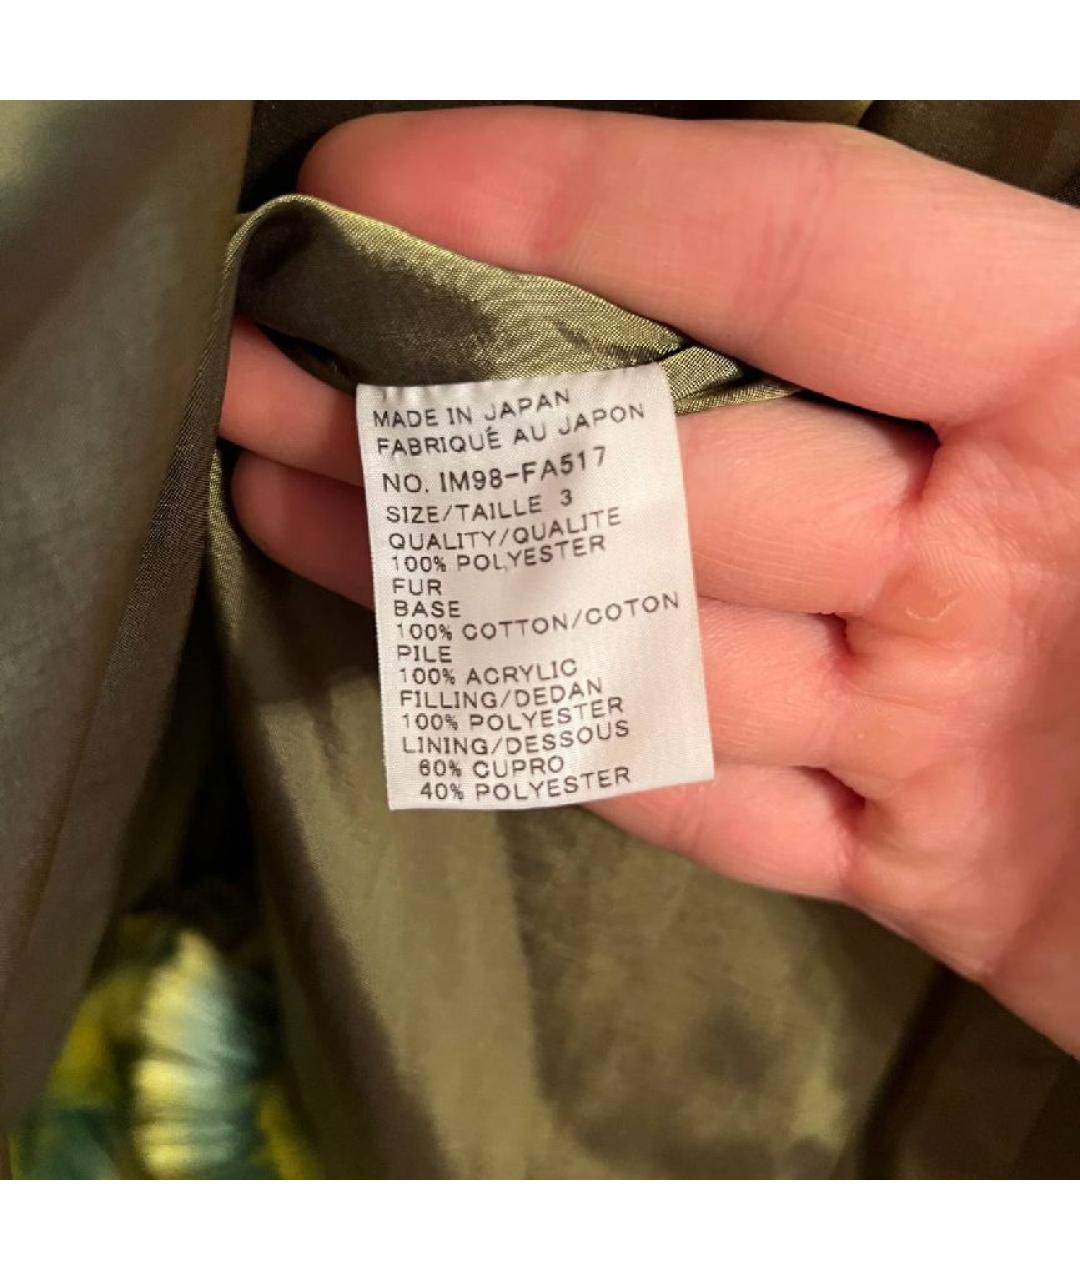 MADE IN JAPAN
FABRIQUÉ AU JAPON
NO. IM98-FA517
SIZE/TAILLE 3
QUALITY/QUALITE
100% POLYESTER
FUR
BASE
100% COTTON/COTON
PILE
100% ACRYLIC
FILLING/DEDAN
100% POLYESTER
LINING/DESSOUS
60% CUPRO
40% POLYESTER